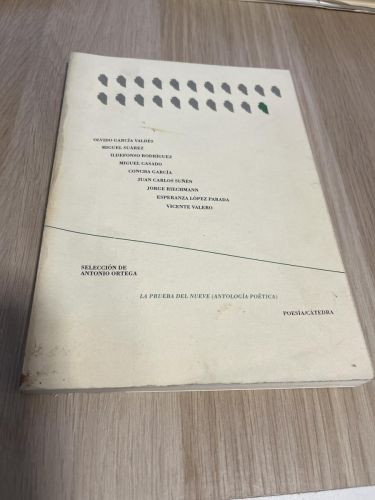 OLVIDO GARCÍA VALDÉS
MIGUEL SUÁREZ
ILDEFONSO RODRÍGUEZ
MIGUEL CASADO
CONCHA GARCÍA
JUAN CARLOS SUÑÉN
JORGE RIECHMANN
ESPERANZA LÓPEZ PARADA
VICENTE VALERO
SELECCIÓN DE
ANTONIO ORTEGA
LA PRUEBA DEL NUEVE (ANTOLOGÍA POÉTICA)
POESÍA/CÁTEDRA